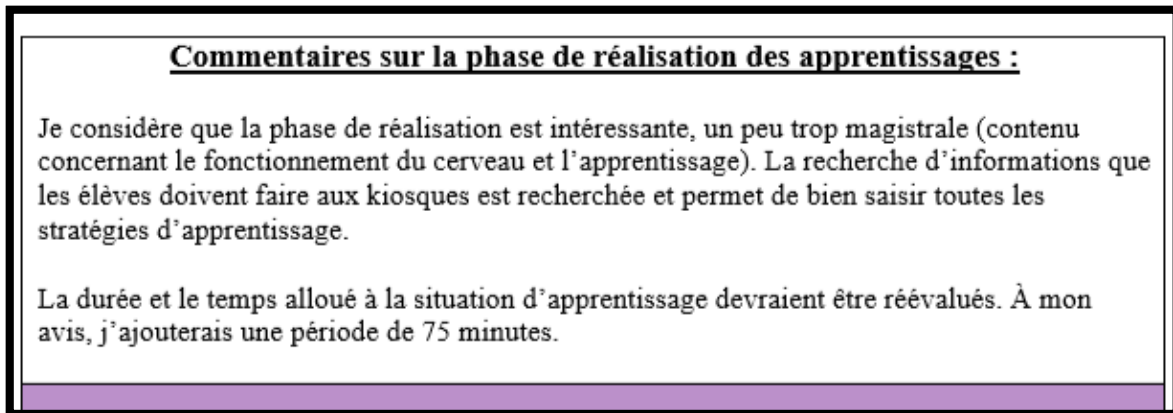 Commentaires sur la phase de réalisation des apprentissages :
Je considère que la phase de réalisation est intéressante, un peu trop magistrale (contenu
concernant le fonctionnement du cerveau et l’apprentissage). La recherche d’informations que
les élèves doivent faire aux kiosques est recherchée et permet de bien saisir toutes les
stratégies d’apprentissage.
La durée et le temps alloué à la situation d’apprentissage devraient être réévalués. À mon
avis, j’ajouterais une période de 75 minutes.